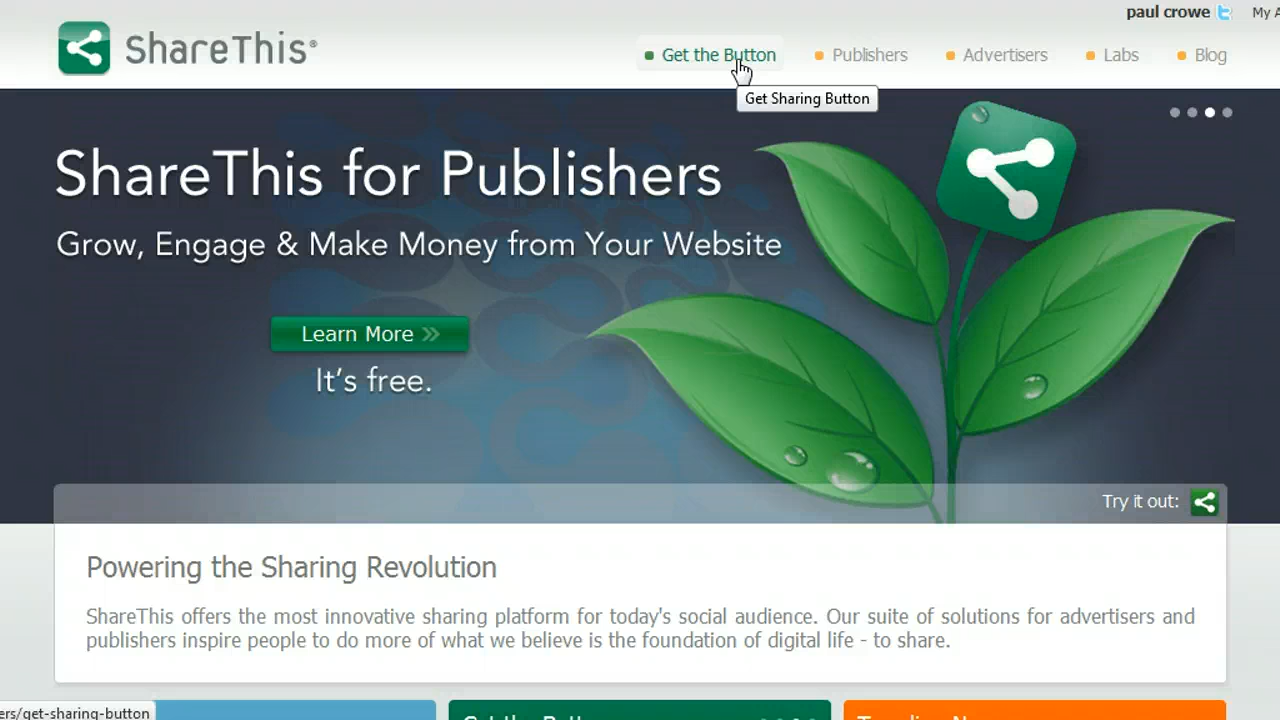 paul crowe
My A
ShareThis®
Get the Button
Publishers
Advertisers
Labs
Blog
Get Sharing Button
ShareThis for Publishers
Grow, Engage & Make Money from Your Website
Learn More »
It's free.
Try it out:
Powering the Sharing Revolution
ShareThis offers the most innovative sharing platform for today's social audience. Our suite of solutions for advertisers and
publishers inspire people to do more of what we believe is the foundation of digital life - to share.
ers/get-sharing-button